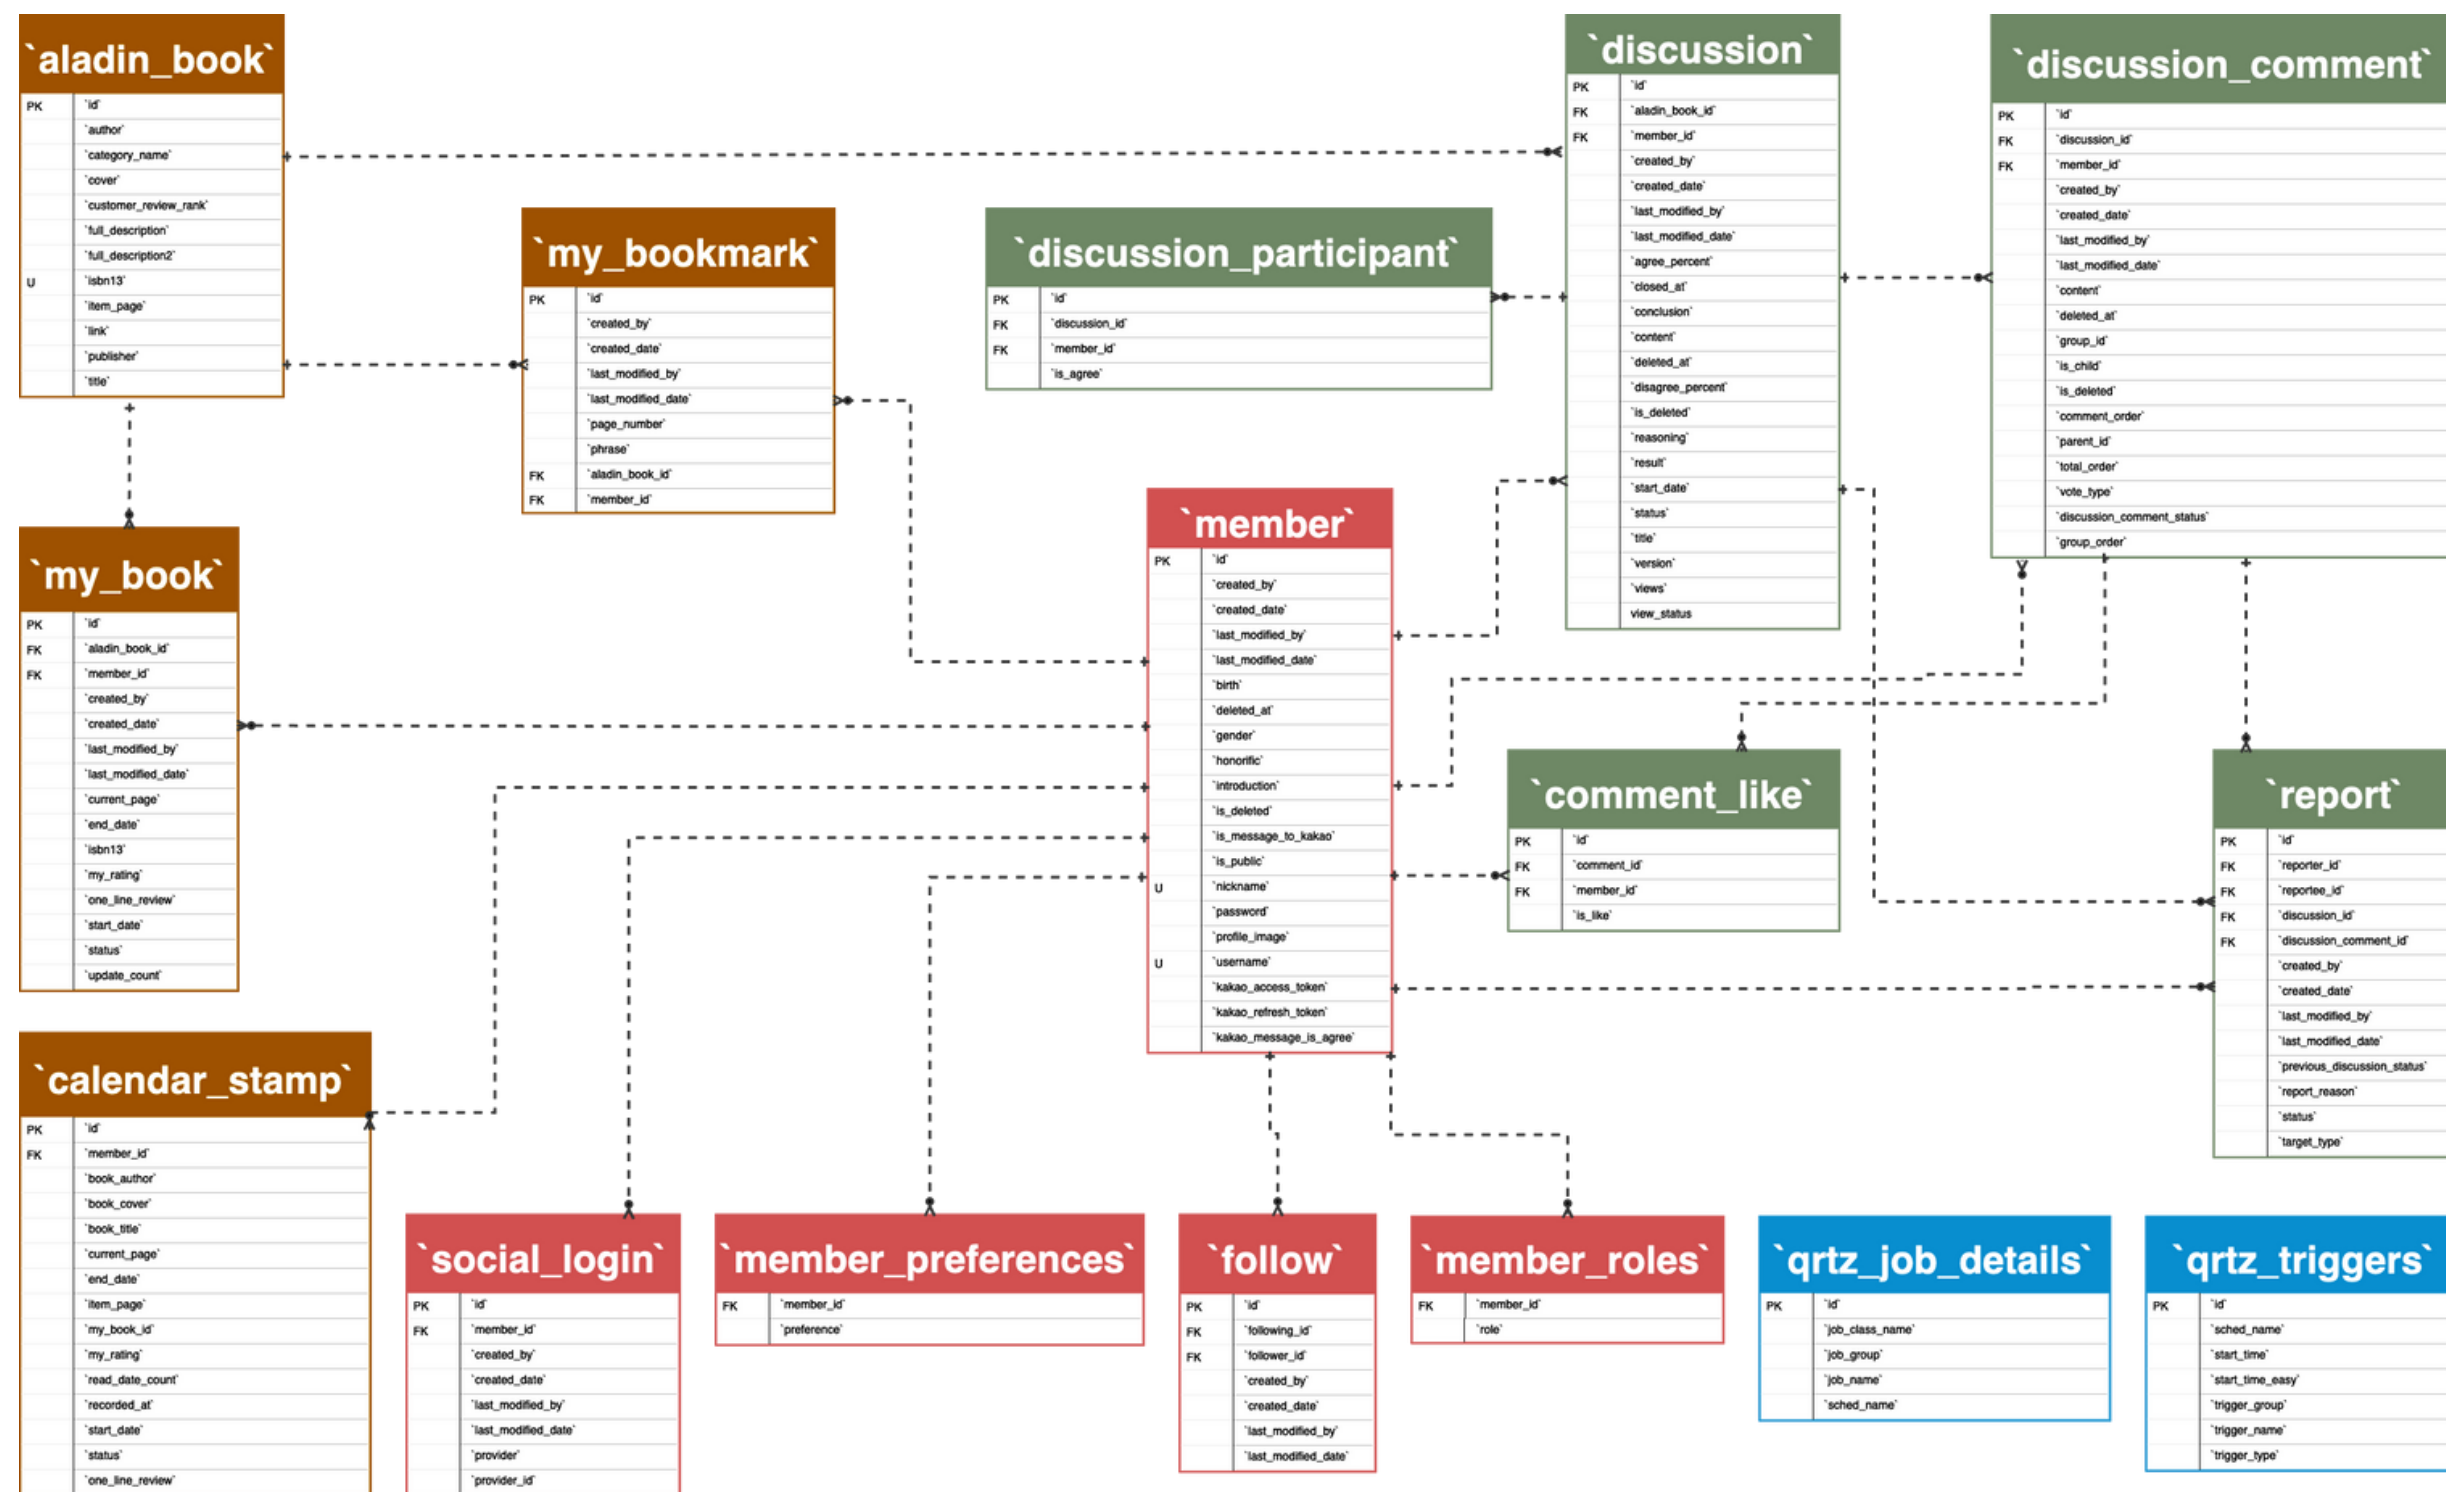 `aladin_book`
PK `id`
`author`
`category_name`
`cover`
`customer_review_rank`
`full_description`
`full_description2`
U `isbn13`
`item_page`
`link`
`publisher`
`title`
`my_bookmark`
PK `id`
`created_by`
`created_date`
`last_modified_by`
`last_modified_date`
`page_number`
`phrase`
FK `aladin_book_id`
FK `member_id`
`discussion_participant`
PK `id`
FK `discussion_id`
FK `member_id`
`is_agree`
`discussion`
PK `id`
FK `aladin_book_id`
FK `member_id`
`created_by`
`created_date`
`last_modified_by`
`last_modified_date`
`agree_percent`
`closed_at`
`conclusion`
`content`
`deleted_at`
`disagree_percent`
`is_deleted`
`reasoning`
`result`
`start_date`
`status`
`title`
`version`
`views`
view_status
`discussion_comment`
PK `id`
FK `discussion_id`
FK `member_id`
`created_by`
`created_date`
`last_modified_by`
`last_modified_date`
`content`
`deleted_at`
`group_id`
`is_child`
`is_deleted`
`comment_order`
`parent_id`
`total_order`
`vote_type`
`discussion_comment_status`
`group_order`
`my_book`
PK `id`
FK `aladin_book_id`
FK `member_id`
`created_by`
`created_date`
`last_modified_by`
`last_modified_date`
`current_page`
`end_date`
`isbn13`
`my_rating`
`one_line_review`
`start_date`
`status`
`update_count`
`member`
PK `id`
`created_by`
`created_date`
`last_modified_by`
`last_modified_date`
`birth`
`deleted_at`
`gender`
`honorific`
`introduction`
`is_deleted`
`is_message_to_kakao`
`is_public`
U `nickname`
`password`
`profile_image`
U `username`
`kakao_access_token`
`kakao_refresh_token`
`kakao_message_is_agree`
`comment_like`
PK `id`
FK `comment_id`
FK `member_id`
`is_like`
`report`
PK `id`
FK `reporter_id`
FK `reportee_id`
FK `discussion_id`
FK `discussion_comment_id`
`created_by`
`created_date`
`last_modified_by`
`last_modified_date`
`previous_discussion_status`
`report_reason`
`status`
`target_type`
`calendar_stamp`
PK `id`
FK `member_id`
`book_author`
`book_cover`
`book_title`
`current_page`
`end_date`
`item_page`
`my_book_id`
`my_rating`
`read_date_count`
`recorded_at`
`start_date`
`status`
`one_line_review`
`social_login`
PK `id`
FK `member_id`
`created_by`
`created_date`
`last_modified_by`
`last_modified_date`
`provider`
`provider_id`
`member_preferences`
FK `member_id`
`preference`
`follow`
PK `id`
FK `following_id`
FK `follower_id`
`created_by`
`created_date`
`last_modified_by`
`last_modified_date`
`member_roles`
FK `member_id`
`role`
`qrtz_job_details`
PK `id`
`job_class_name`
`job_group`
`job_name`
`sched_name`
`qrtz_triggers`
PK `id`
`sched_name`
`start_time`
`start_time_easy`
`trigger_group`
`trigger_name`
`trigger_type`